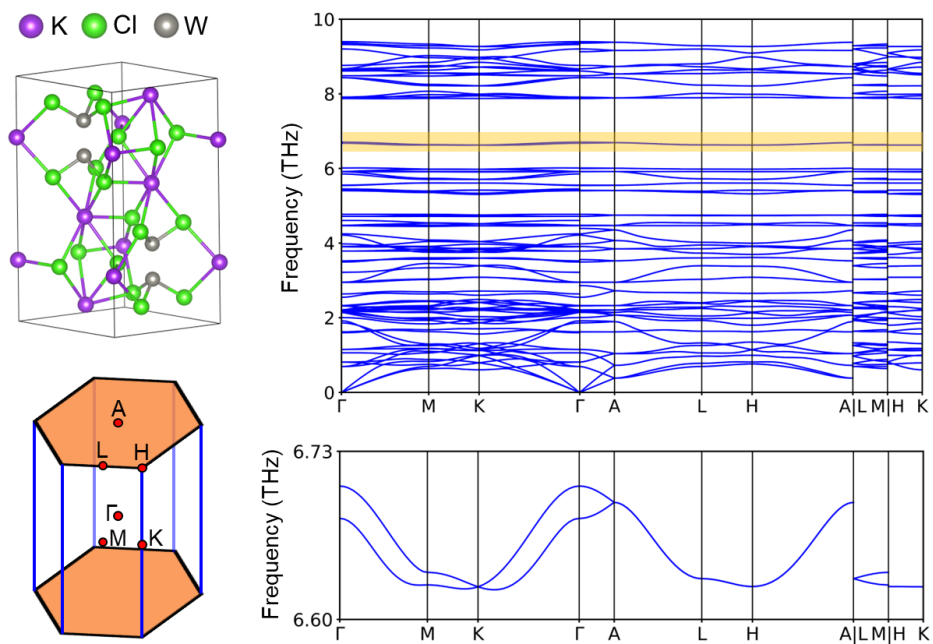 K Cl W
10
8
6
4
2
0
Frequency (THz)
Γ M K Γ A L H A|L M|H K
A
L H
Γ
M K
6.73
6.60
Frequency (THz)
Γ M K Γ A L H A|L M|H K